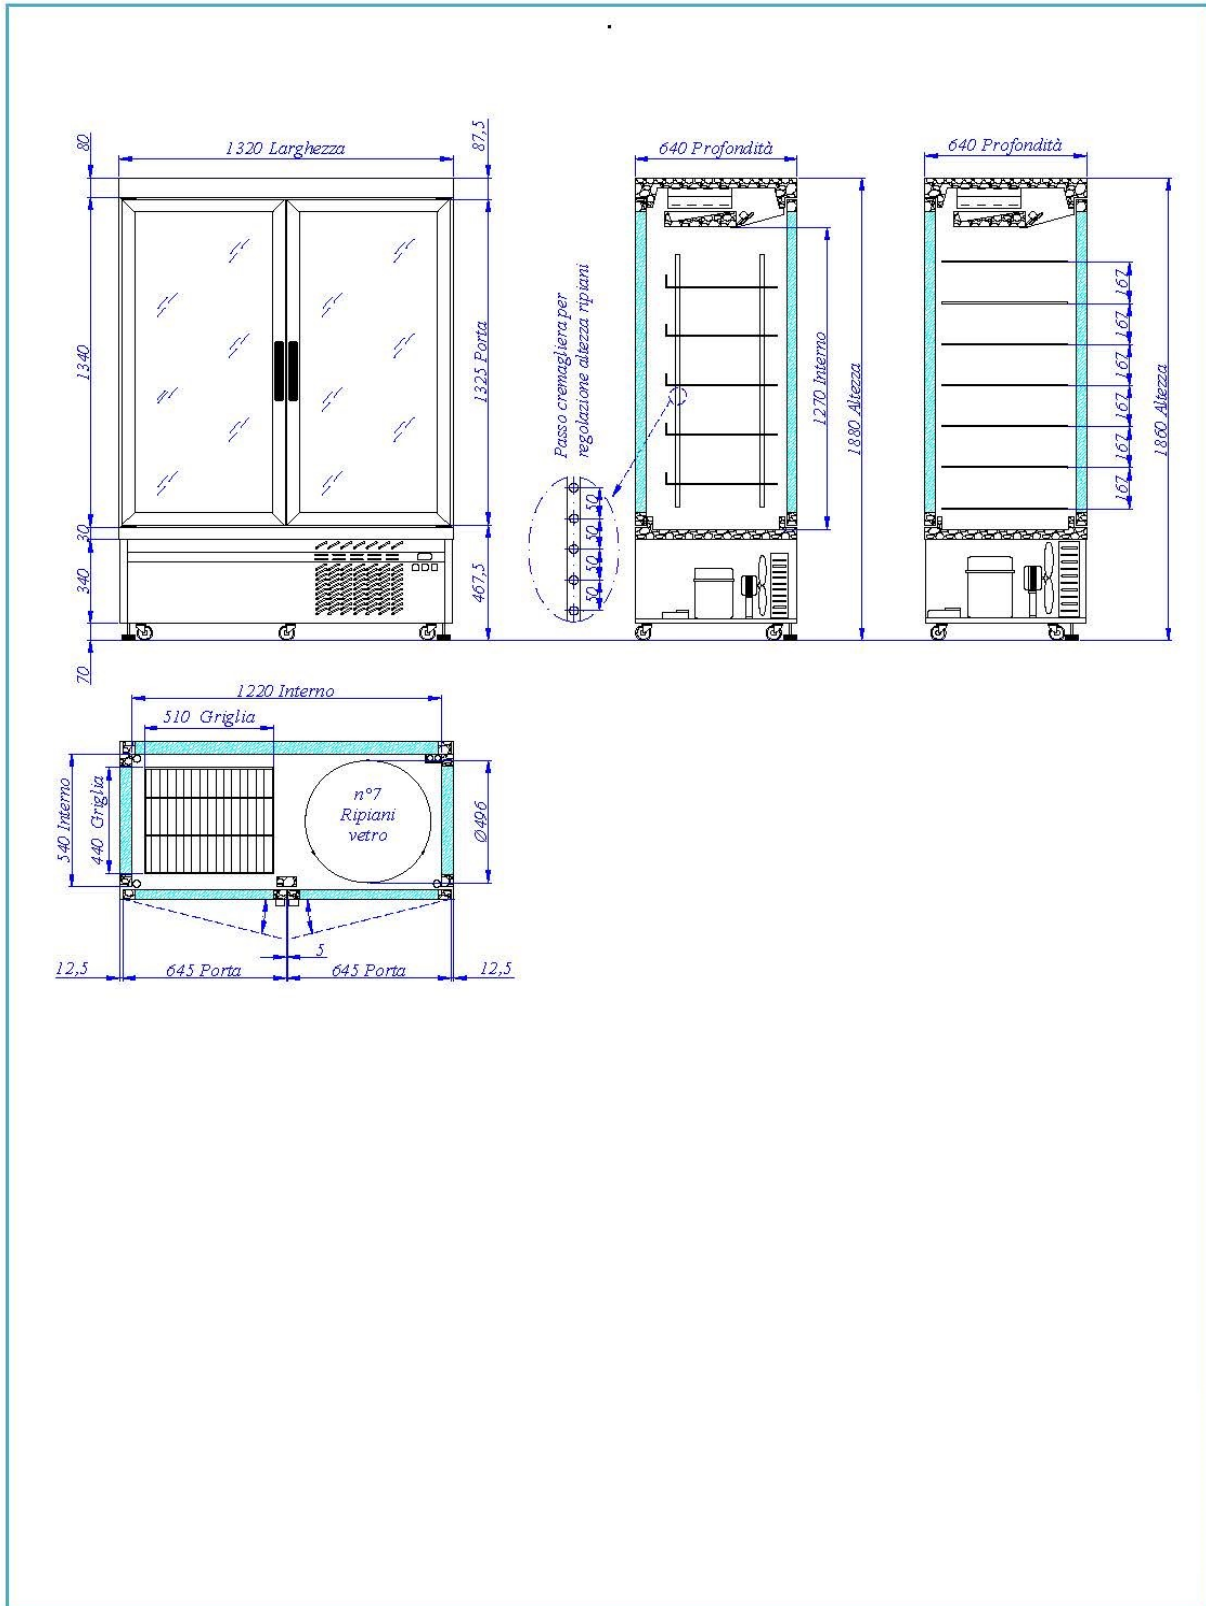 1320 Larghezza
80
87,5
1340
1325 Porta
30
340
467,5
70
Passo cremagliera per
regolazione altezza ripiani
50
50
50
50
640 Profondità
1270 Interno
1880 Altezza
640 Profondità
167
167
167
167
167
167
1860 Altezza
1220 Interno
510 Griglia
540 Interno
440 Griglia
n°7
Ripiani
vetro
Ø496
5
12,5
645 Porta
645 Porta
12,5